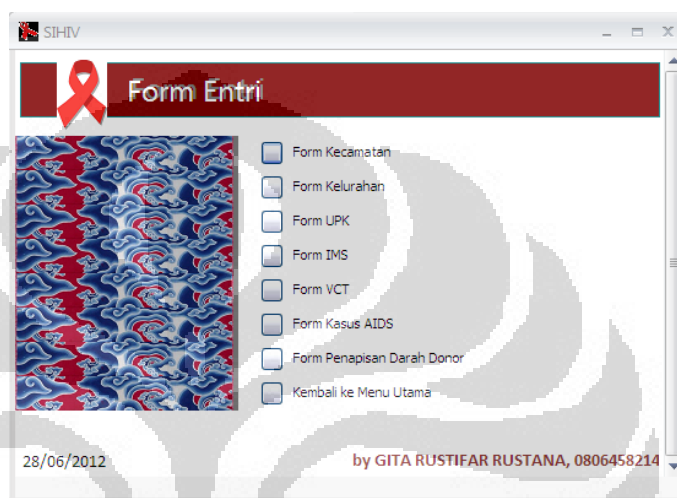 SIHIV
Form Entri
Form Kecamatan
Form Kelurahan
Form UPK
Form IMS
Form VCT
Form Kasus AIDS
Form Penapisan Darah Donor
Kembali ke Menu Utama
28/06/2012
by GITA RUSTIFAR RUSTANA, 0806458214